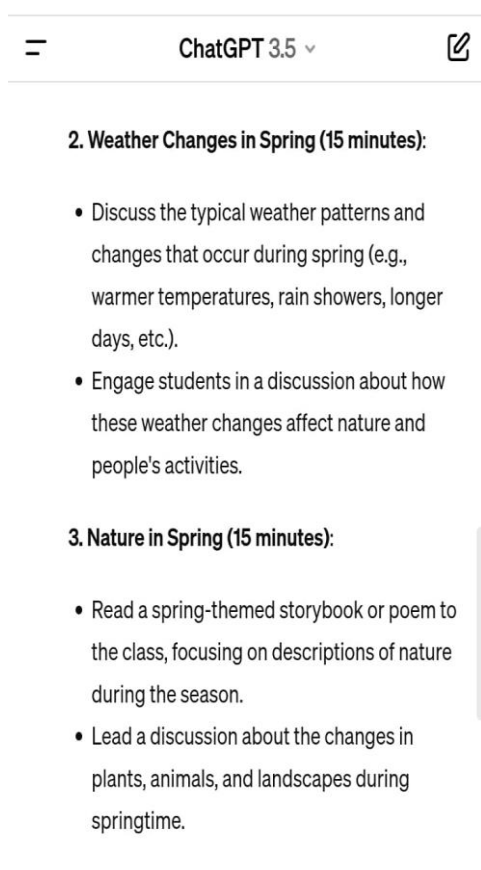 ChatGPT 3.5
2. Weather Changes in Spring (15 minutes):
• Discuss the typical weather patterns and
changes that occur during spring (e.g.,
warmer temperatures, rain showers, longer
days, etc.).
• Engage students in a discussion about how
these weather changes affect nature and
people's activities.
3. Nature in Spring (15 minutes):
• Read a spring-themed storybook or poem to
the class, focusing on descriptions of nature
during the season.
• Lead a discussion about the changes in
plants, animals, and landscapes during
springtime.